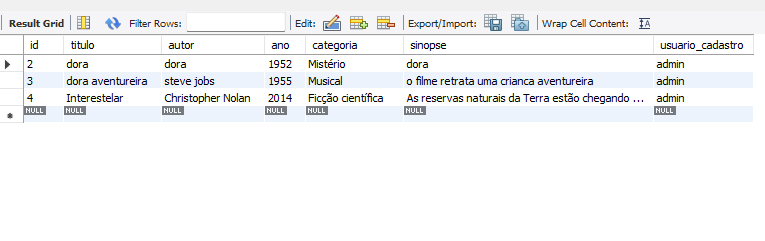 Result Grid Filter Rows: Edit: Export/Import: Wrap Cell Content: IA
id titulo autor ano categoria sinopse usuario_cadastro
2 dora dora 1952 Mistério dora admin
3 dora aventureira steve jobs 1955 Musical o filme retrata uma crianca aventureira admin
4 Interestelar Christopher Nolan 2014 Ficção científica As reservas naturais da Terra estão chegando ... admin
NULL NULL NULL NULL NULL NULL NULL